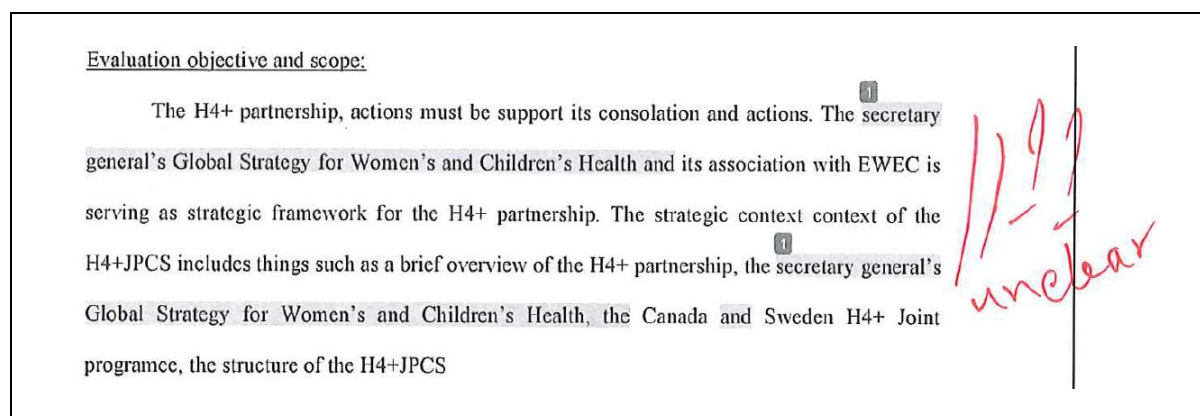 Evaluation objective and scope:
The H4+ partnership, actions must be support its consolation and actions. The secretary
general's Global Strategy for Women's and Children's Health and its association with EWEC is
serving as strategic framework for the H4+ partnership. The strategic context context of the
H4+JPCS includes things such as a brief overview of the H4+ partnership, the secretary general's
Global Strategy for Women's and Children's Health, the Canada and Sweden H4+ Joint
programee, the structure of the H4+JPCS
1
1
??
unclear